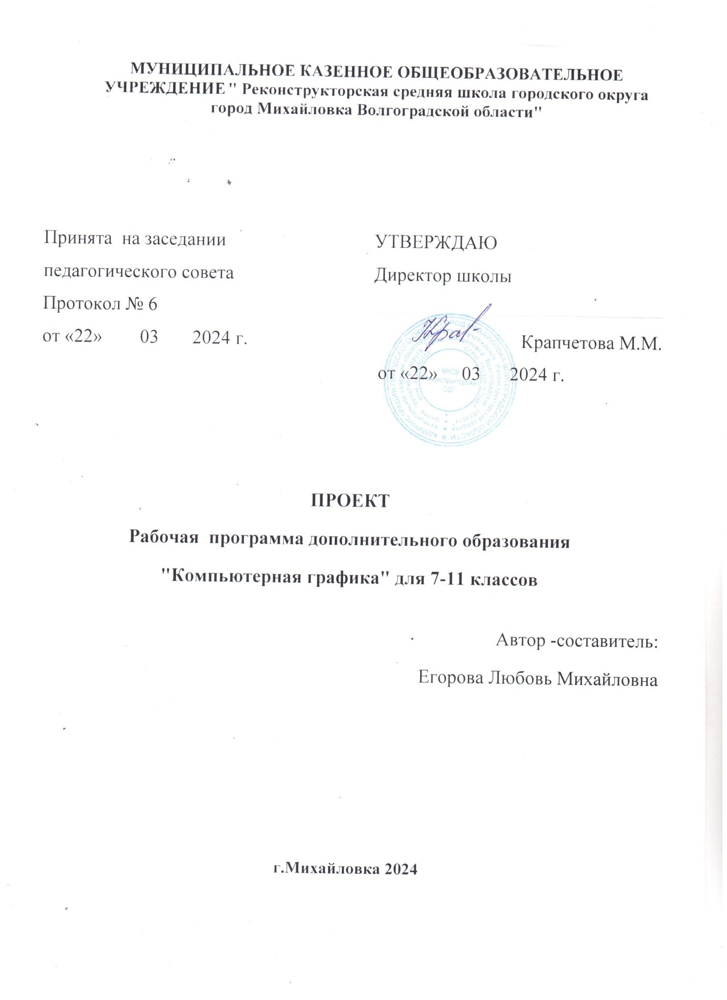 МУНИЦИПАЛЬНОЕ КАЗЕННОЕ ОБЩЕОБРАЗОВАТЕЛЬНОЕ
УЧРЕЖДЕНИЕ " Реконструкторская средняя школа городского округа
город Михайловка Волгоградской области"
Принята  на заседании
педагогического совета
Протокол № 6
от «22» 03 2024 г.
УТВЕРЖДАЮ
Директор школы
Крапчетова М.М.
от «22» 03 2024 г.
МКОУ
СШ"
ПРОЕКТ
Рабочая  программа дополнительного образования
"Компьютерная графика" для 7-11 классов
Автор -составитель:
Егорова Любовь Михайловна
г.Михайловка 2024